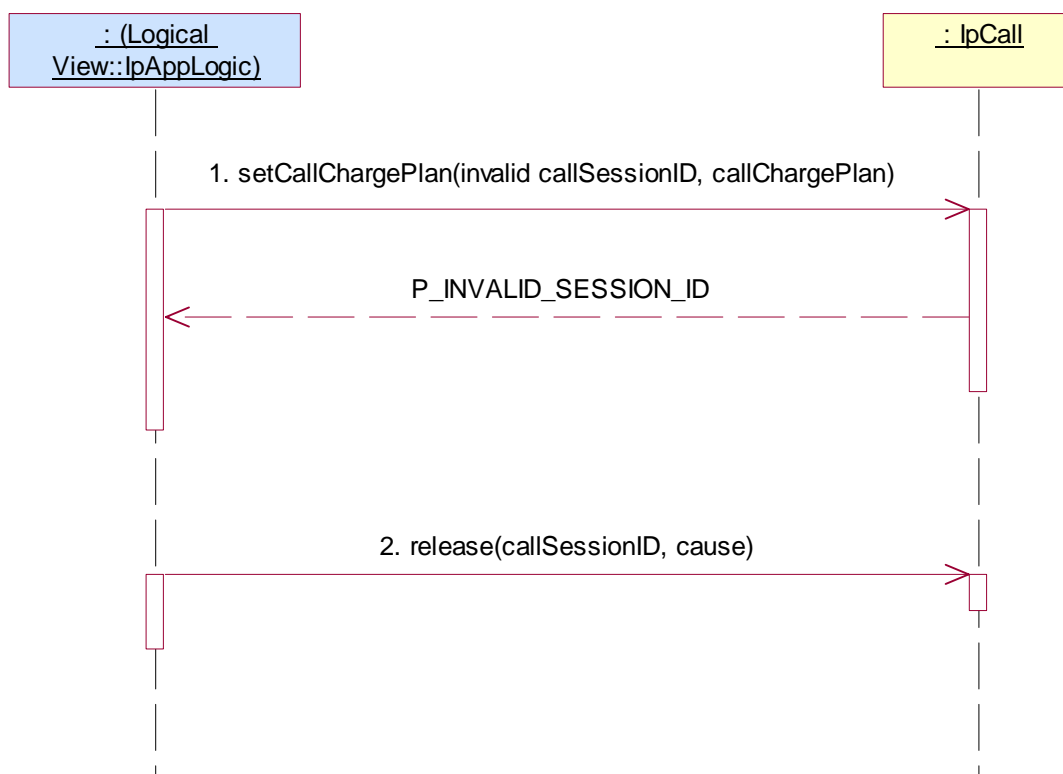 : (Logical
View::IpAppLogic)
: IpCall
1. setCallChargePlan(invalid callSessionID, callChargePlan)
P_INVALID_SESSION_ID
2. release(callSessionID, cause)